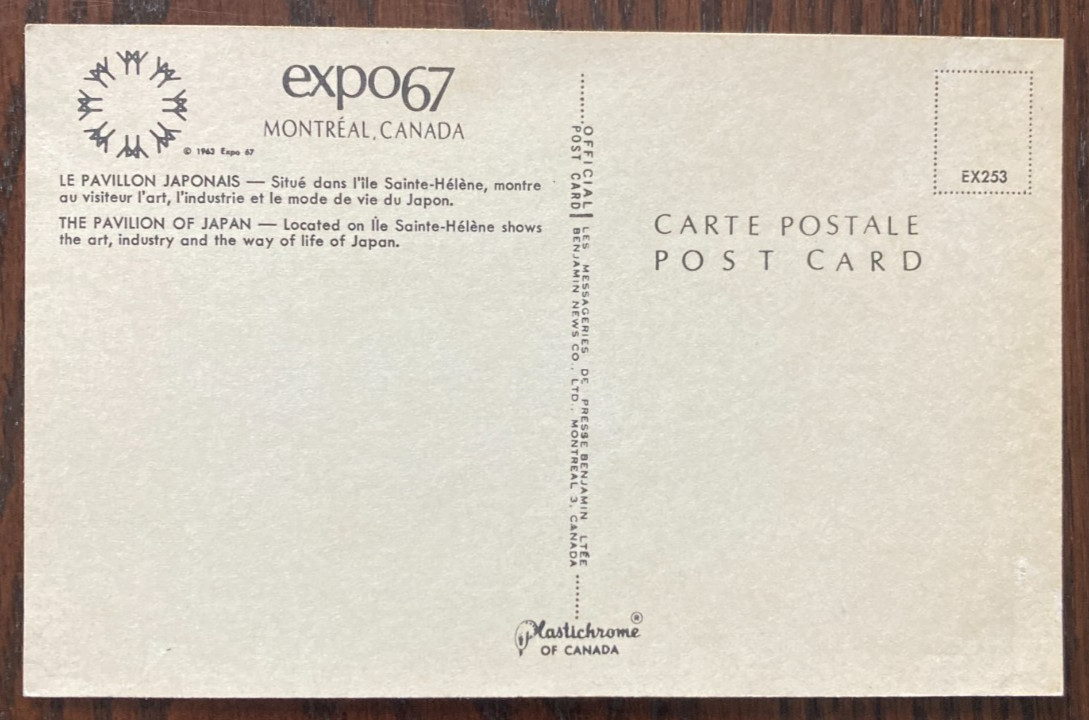 expo67
MONTRÉAL, CANADA
© 1963 Expo 67
LE PAVILLON JAPONAIS — Situé dans l'île Sainte-Hélène, montre
au visiteur l'art, l'industrie et le mode de vie du Japon.
THE PAVILION OF JAPAN — Located on Île Sainte-Hélène shows
the art, industry and the way of life of Japan.
OFFICIAL
POST CARD
LES MESSAGERIES DE PRESSE BENJAMIN LTÉE
BENJAMIN NEWS CO., LTD., MONTREAL 3, CANADA
Plastichrome ®
OF CANADA
EX253
CARTE POSTALE
POST CARD